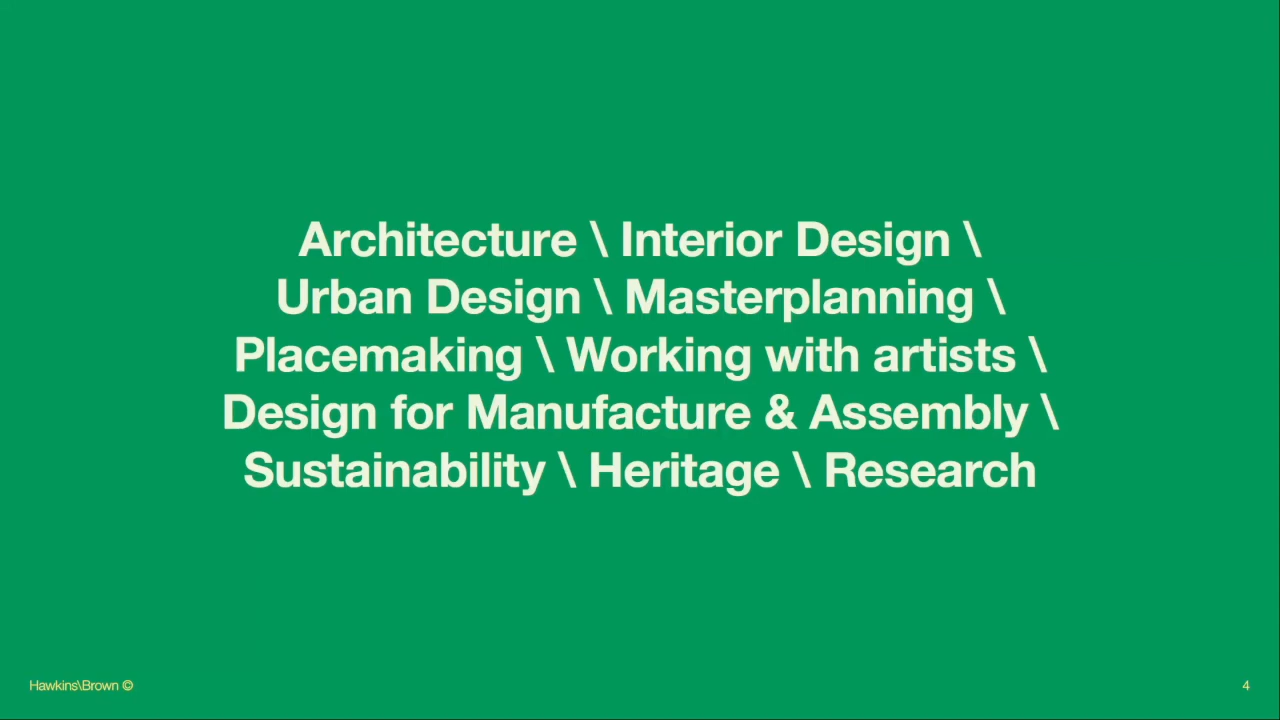 Architecture \ Interior Design \
Urban Design \ Masterplanning \
Placemaking \ Working with artists \
Design for Manufacture & Assembly \
Sustainability \ Heritage \ Research
Hawkins\Brown ©
4